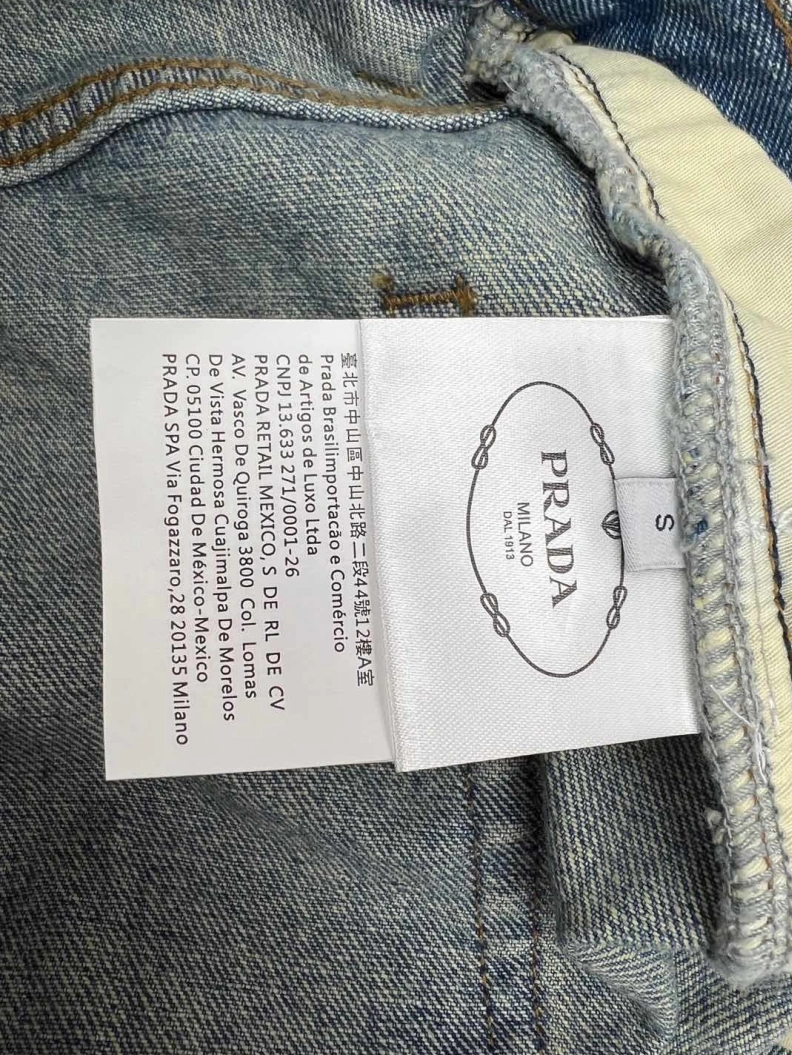 S
PRADA
MILANO
DAL 1913
臺北市中山區中山北路二段44號12樓A室
Prada Brasilimportacão e Comércio
de Artigos de Luxo Ltda
CNPJ 13.633 271/0001-26
PRADA RETAIL MEXICO, S DE RL DE CV
AV. Vasco De Quiroga 3800 Col. Lomas
De Vista Hermosa Cuajimalpa De Morelos
CP. 05100 Ciudad De México-Mexico
PRADA SPA Via Fogazzaro,28 20135 Milano